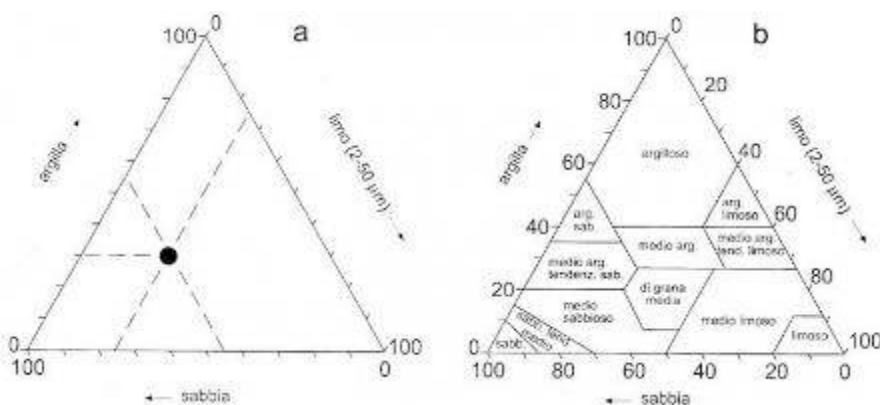 a
100
0
argilla
limo (2-50 µm)
0
100
100
0
sabbia
b
100
0
80
20
60
40
40
60
20
80
0
100
100
80
60
40
20
0
argilla
limo (2-50 µm)
sabbia
argilloso
arg.
sab.
arg.
limoso
medio arg.
medio arg.
tend. limoso
medio arg.
tendenz. sab.
di grana
media
medio
sabbioso
medio limoso
limoso
sabb.